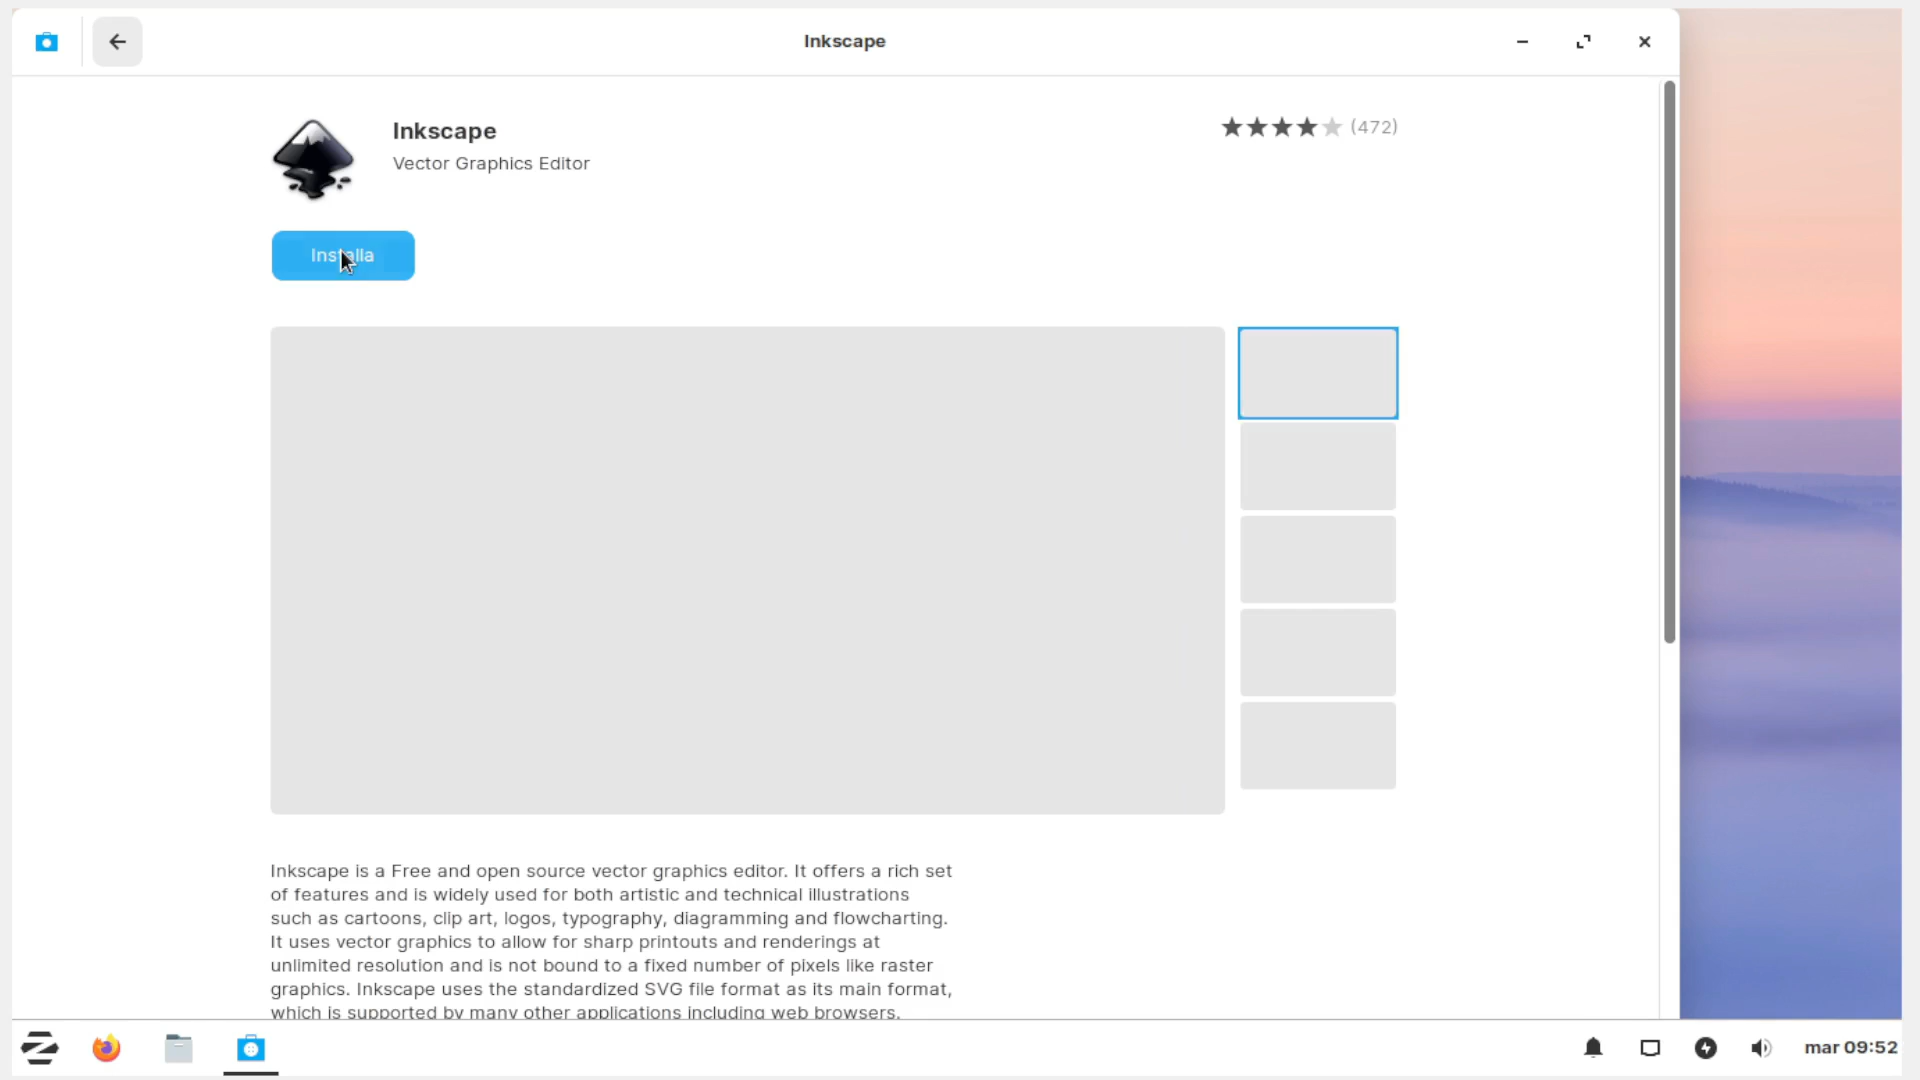 Inkscape
Inkscape
Vector Graphics Editor
(472)
Installa
Inkscape is a Free and open source vector graphics editor. It offers a rich set
of features and is widely used for both artistic and technical illustrations
such as cartoons, clip art, logos, typography, diagramming and flowcharting.
It uses vector graphics to allow for sharp printouts and renderings at
unlimited resolution and is not bound to a fixed number of pixels like raster
graphics. Inkscape uses the standardized SVG file format as its main format,
which is supported by many other applications including web browsers.
mar 09:52